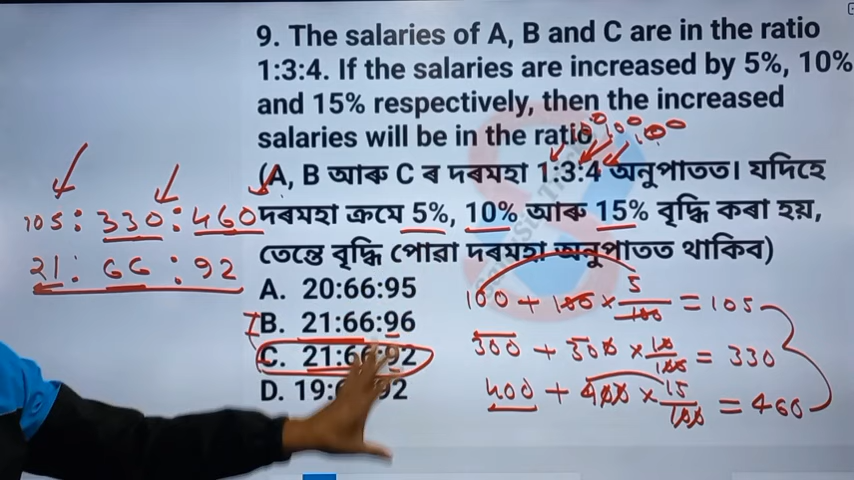 9. The salaries of A, B and C are in the ratio
1:3:4. If the salaries are increased by 5%, 10%
and 15% respectively, then the increased
salaries will be in the ratio
(A, B আৰু C ৰ দৰমহা 1:3:4 অনুপাতত। যদিহে
দৰমহা ক্ৰমে 5%, 10% আৰু 15% বৃদ্ধি কৰা হয়,
তেন্তে বৃদ্ধি পোৱা দৰমহা অনুপাতত থাকিব)
A. 20:66:95
B. 21:66:96
C. 21:66:92
D. 19: 92
105 : 330 : 460
21 : 66 : 92
100 + 100 × 5/100 = 105
300 + 300 × 10/100 = 330
400 + 400 × 15/100 = 460